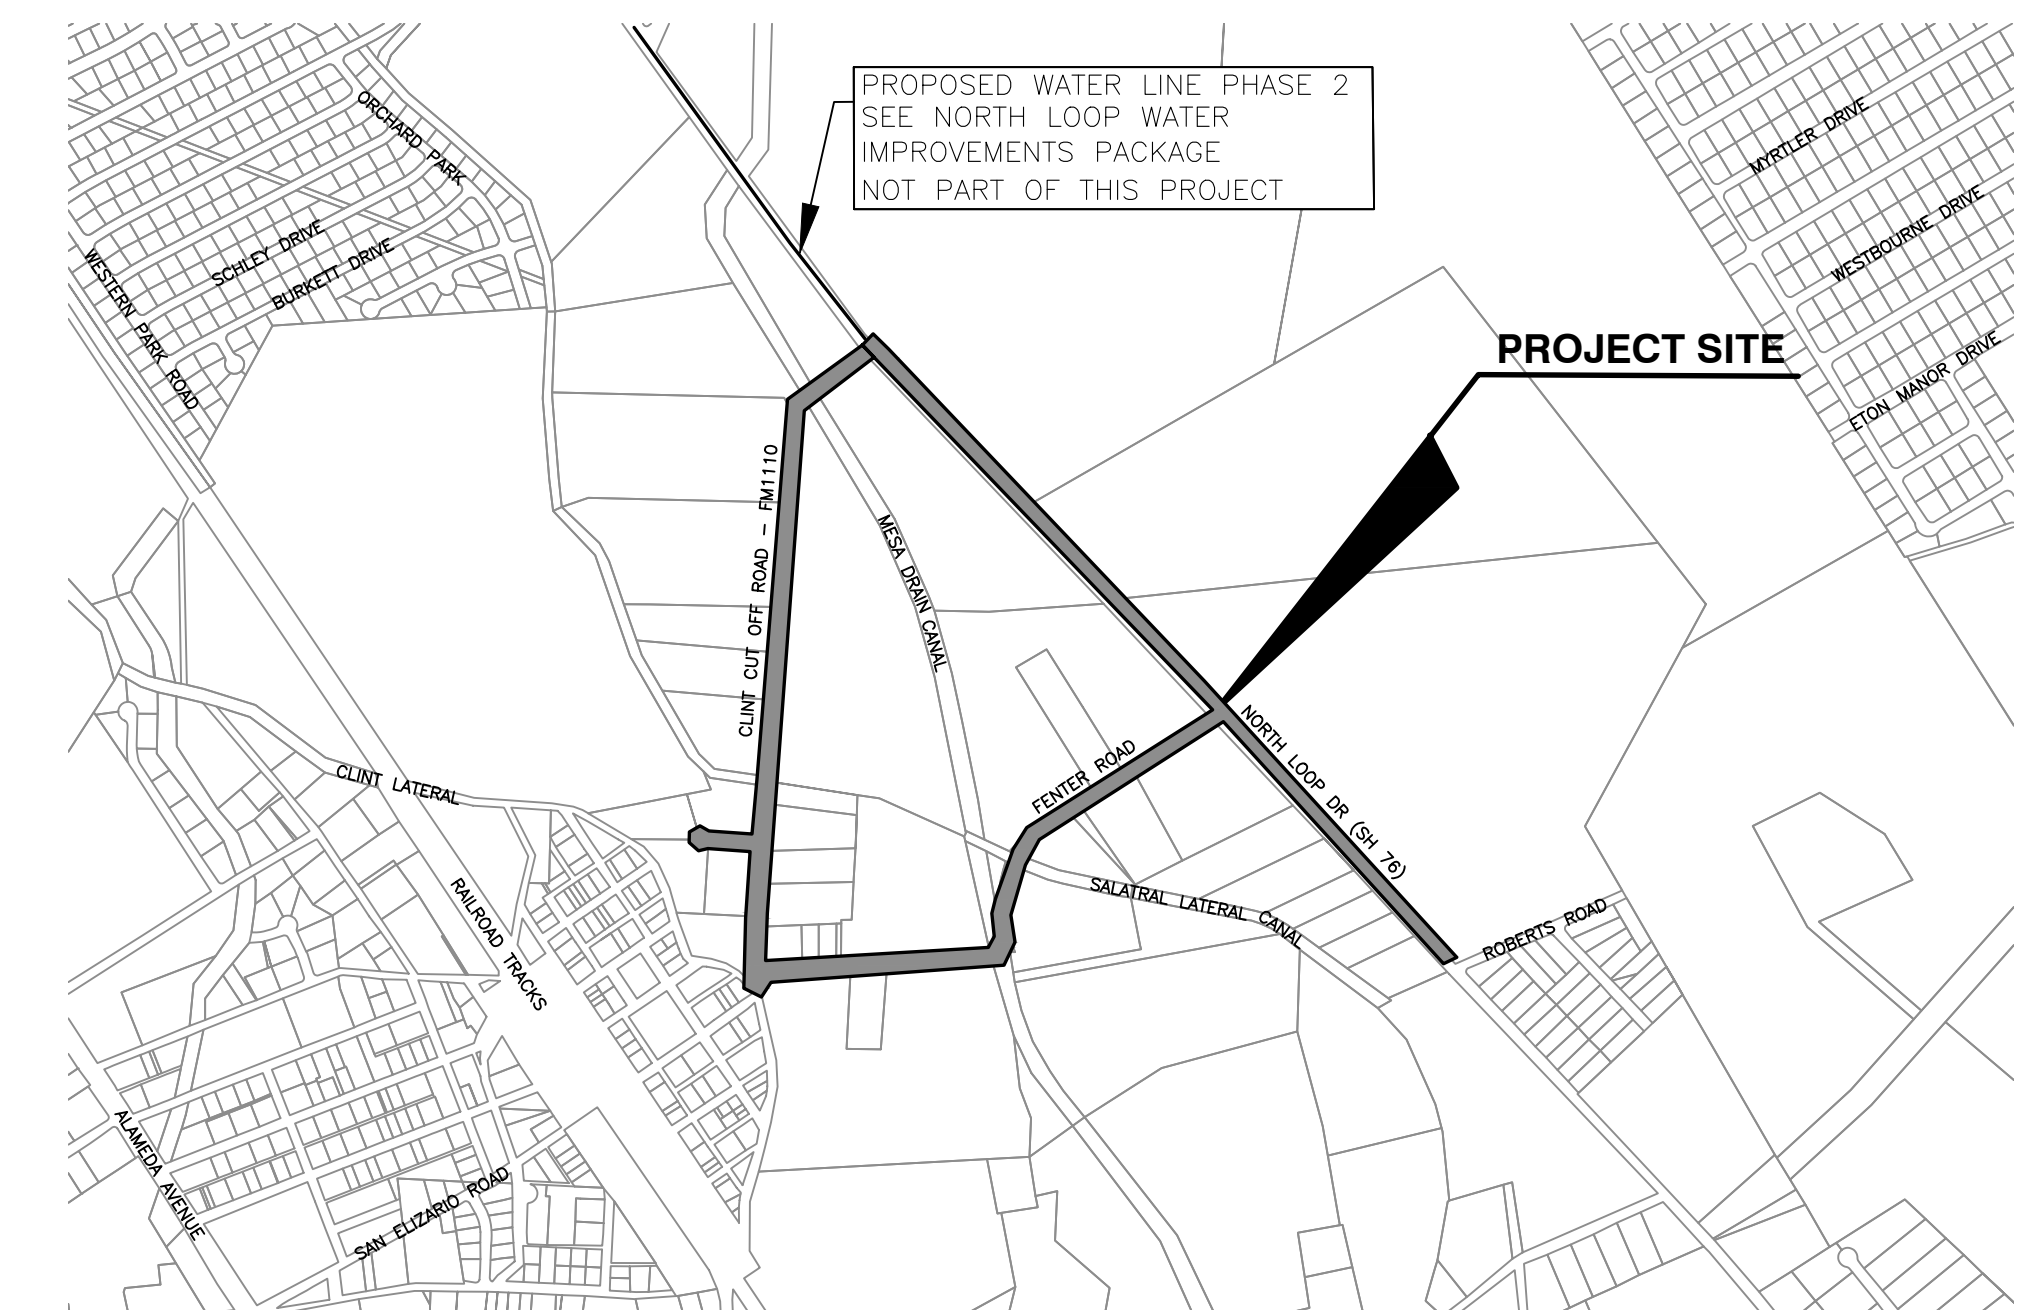 PROPOSED WATER LINE PHASE 2
SEE NORTH LOOP WATER
IMPROVEMENTS PACKAGE
NOT PART OF THIS PROJECT
ORCHARD PARK
MYRTLER DRIVE
SCHLEY DRIVE
BURKETT DRIVE
WESTBOURNE DRIVE
WESTERN PARK ROAD
PROJECT SITE
ETON MANOR DRIVE
CLINT CUT OFF ROAD - FM1110
MESA DRAIN CANAL
CLINT LATERAL
FENTER ROAD
NORTH LOOP DR (SH 76)
RAILROAD TRACKS
SALATRAL LATERAL CANAL
ROBERTS ROAD
ALAMEDA AVENUE
SAN ELIZARIO ROAD